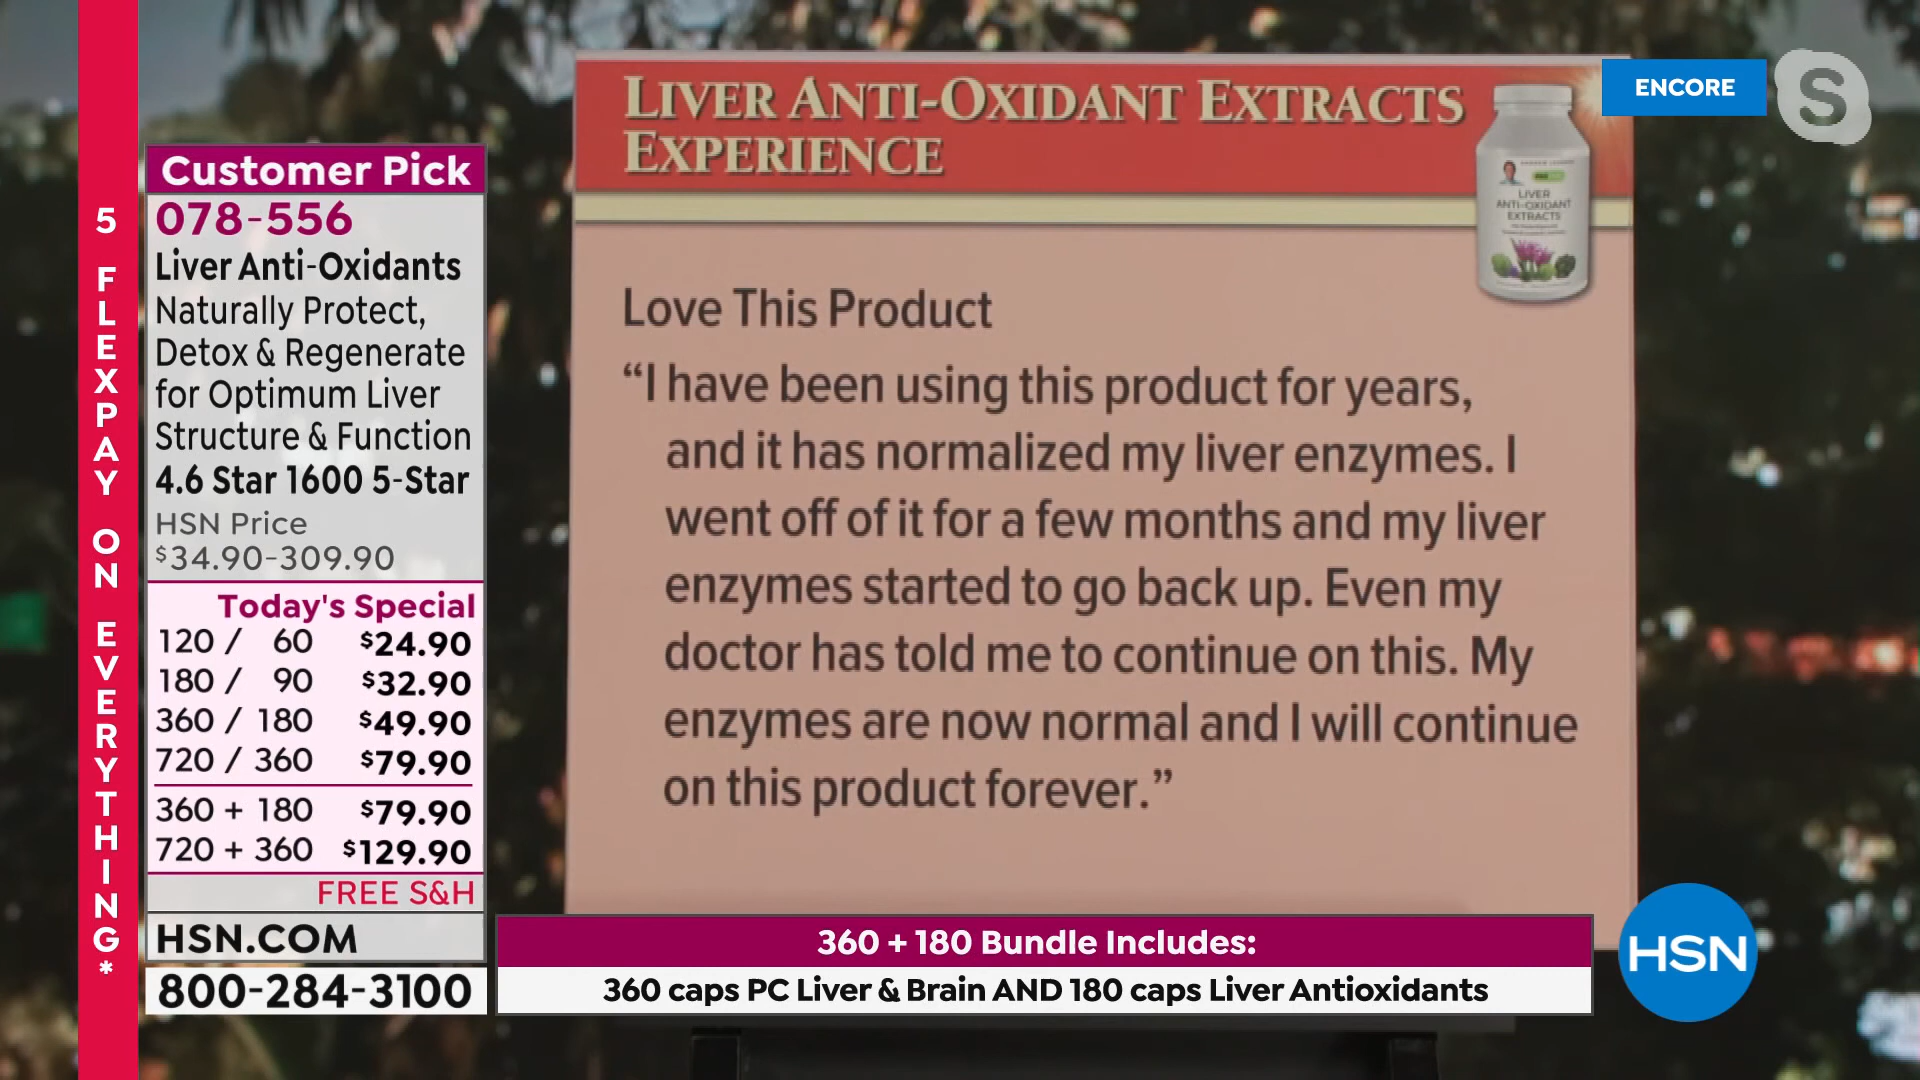 5 FLEXPAY ON EVERYTHING*
Customer Pick
078-556
Liver Anti-Oxidants
Naturally Protect,
Detox & Regenerate
for Optimum Liver
Structure & Function
4.6 Star 1600 5-Star
HSN Price
$34.90-309.90
Today's Special
120 / 60 $24.90
180 / 90 $32.90
360 / 180 $49.90
720 / 360 $79.90
360 + 180 $79.90
720 + 360 $129.90
FREE S&H
HSN.COM
800-284-3100
LIVER ANTI-OXIDANT EXTRACTS
EXPERIENCE
LIVER
ANTI-OXIDANT
EXTRACTS
Love This Product
“I have been using this product for years,
and it has normalized my liver enzymes. I
went off of it for a few months and my liver
enzymes started to go back up. Even my
doctor has told me to continue on this. My
enzymes are now normal and I will continue
on this product forever.”
ENCORE
S
360 + 180 Bundle Includes:
360 caps PC Liver & Brain AND 180 caps Liver Antioxidants
HSN